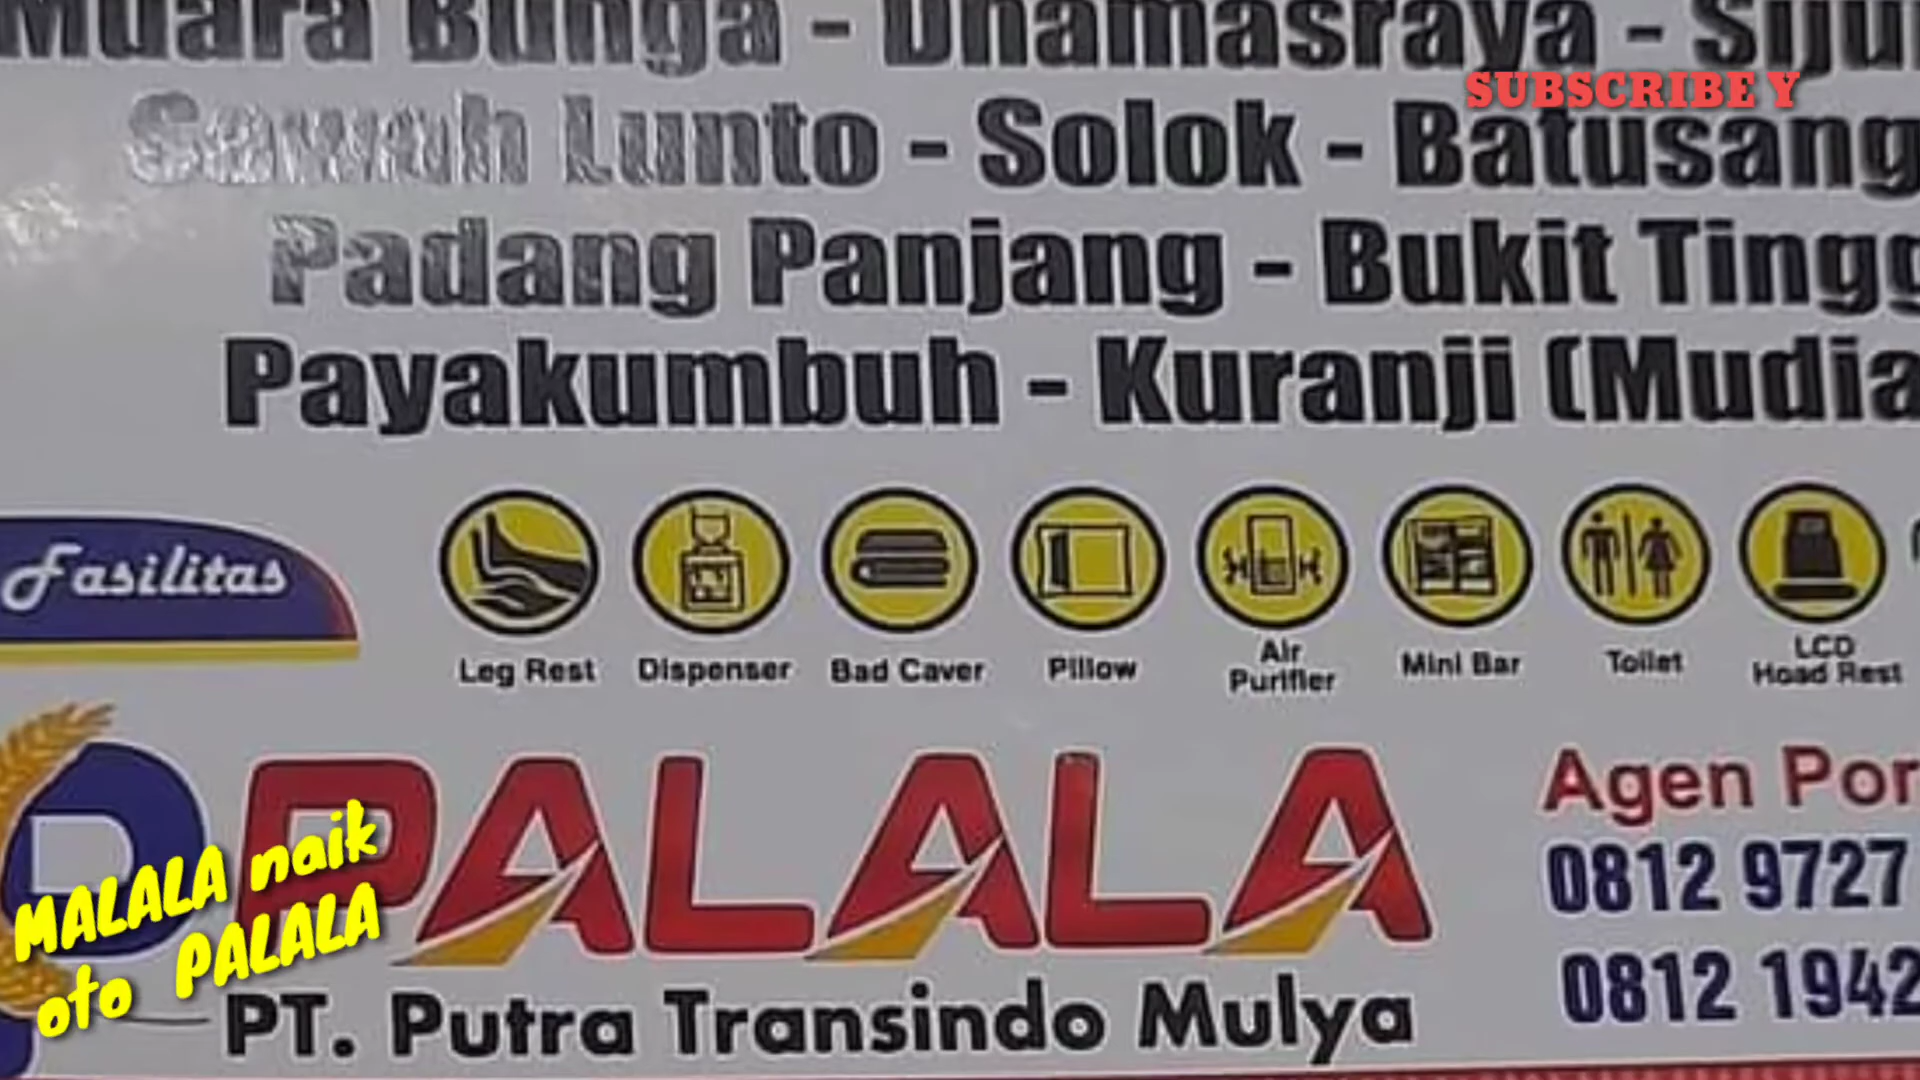 Muara Bunga - Dhamasraya - Siju
SUBSCRIBE Y
Sawah Lunto - Solok - Batusang
Padang Panjang - Bukit Tingg
Payakumbuh - Kuranji (Mudia
Fasilitas
Leg Rest
Dispenser
Bad Caver
Pillow
Air
Purifier
Mini Bar
Toilet
LCD
Head Rest
PALALA
PT. Putra Transindo Mulya
Agen Por
0812 9727
0812 1942
MALALA naik
oto PALALA